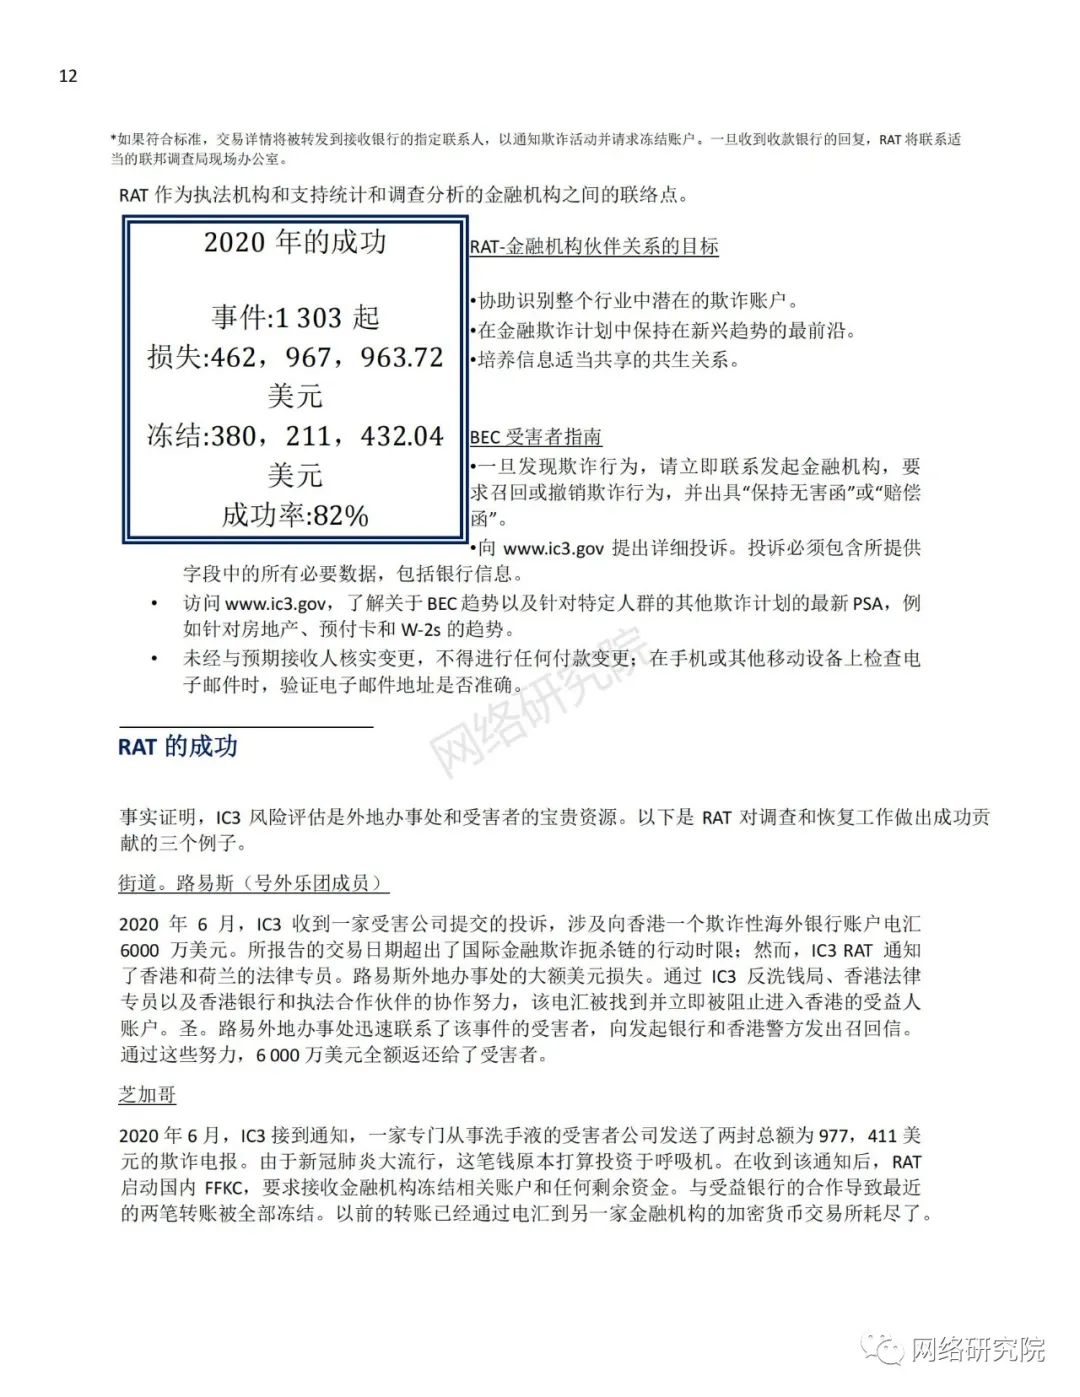 12
*如果符合标准，交易详情将被转发到接收银行的指定联系人，以通知欺诈活动并请求冻结账户。一旦收到收款银行的回复，RAT 将联系适
当的联邦调查局现场办公室。
RAT 作为执法机构和支持统计和调查分析的金融机构之间的联络点。
2020 年的成功
事件:1 303 起
损失:462，967，963.72
美元
冻结:380，211，432.04
美元
成功率:82%
RAT-金融机构伙伴关系的目标
•协助识别整个行业中潜在的欺诈账户。
•在金融欺诈计划中保持在新兴趋势的最前沿。
•培养信息适当共享的共生关系。
BEC 受害者指南
•一旦发现欺诈行为，请立即联系发起金融机构，要
求召回或撤销欺诈行为，并出具“保持无害函”或“赔偿
函”。
•向 www.ic3.gov 提出详细投诉。投诉必须包含所提供
字段中的所有必要数据，包括银行信息。
• 访问 www.ic3.gov，了解关于 BEC 趋势以及针对特定人群的其他欺诈计划的最新 PSA，例
如针对房地产、预付卡和 W-2s 的趋势。
• 未经与预期接收人核实变更，不得进行任何付款变更；在手机或其他移动设备上检查电
子邮件时，验证电子邮件地址是否准确。
网络研究院
RAT 的成功
事实证明，IC3 风险评估是外地办事处和受害者的宝贵资源。以下是 RAT 对调查和恢复工作做出成功贡
献的三个例子。
街道。路易斯（号外乐团成员）
2020 年 6 月，IC3 收到一家受害公司提交的投诉，涉及向香港一个欺诈性海外银行账户电汇
6000 万美元。所报告的交易日期超出了国际金融欺诈扼杀链的行动时限；然而，IC3 RAT 通知
了香港和荷兰的法律专员。路易斯外地办事处的大额美元损失。通过 IC3 反洗钱局、香港法律
专员以及香港银行和执法合作伙伴的协作努力，该电汇被找到并立即被阻止进入香港的受益人
账户。圣。路易外地办事处迅速联系了该事件的受害者，向发起银行和香港警方发出召回信。
通过这些努力，6 000 万美元全额返还给了受害者。
芝加哥
2020 年 6 月，IC3 接到通知，一家专门从事洗手液的受害者公司发送了两封总额为 977，411 美
元的欺诈电报。由于新冠肺炎大流行，这笔钱原本打算投资于呼吸机。在收到该通知后，RAT
启动国内 FFKC，要求接收金融机构冻结相关账户和任何剩余资金。与受益银行的合作导致最近
的两笔转账被全部冻结。以前的转账已经通过电汇到另一家金融机构的加密货币交易所耗尽了。
网络研究院